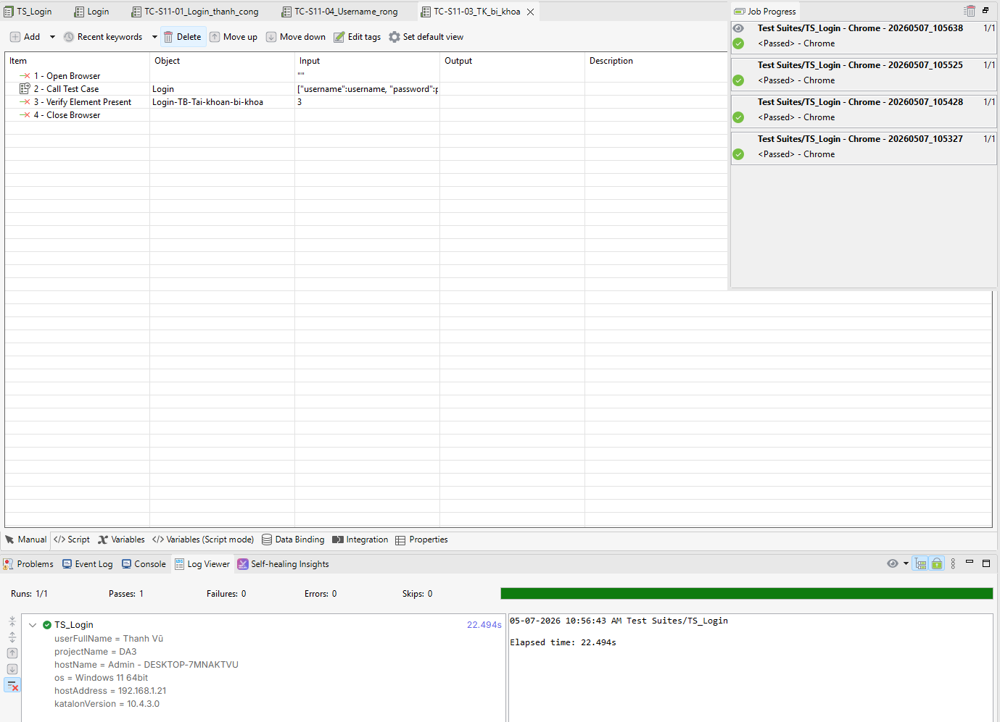 TS_Login Login TC-S11-01_Login_thanh_cong TC-S11-04_Username_rong TC-S11-03_TK_bi_khoa
Add Recent keywords Delete Move up Move down Edit tags Set default view
Item Object Input Output Description
1 - Open Browser ""
2 - Call Test Case Login ["username":username, "password":p
3 - Verify Element Present Login-TB-Tai-khoan-bi-khoa 3
4 - Close Browser
Job Progress
Test Suites/TS_Login - Chrome - 20260507_105638 1/1
<Passed> - Chrome
Test Suites/TS_Login - Chrome - 20260507_105525 1/1
<Passed> - Chrome
Test Suites/TS_Login - Chrome - 20260507_105428 1/1
<Passed> - Chrome
Test Suites/TS_Login - Chrome - 20260507_105327 1/1
<Passed> - Chrome
Manual </> Script Variables </> Variables (Script mode) Data Binding Integration Properties
Problems Event Log Console Log Viewer Self-healing Insights
Runs: 1/1 Passes: 1 Failures: 0 Errors: 0 Skips: 0
TS_Login 22.494s
userFullName = Thanh Vũ
projectName = DA3
hostName = Admin - DESKTOP-7MNAKTVU
os = Windows 11 64bit
hostAddress = 192.168.1.21
katalonVersion = 10.4.3.0
05-07-2026 10:56:43 AM Test Suites/TS_Login
Elapsed time: 22.494s